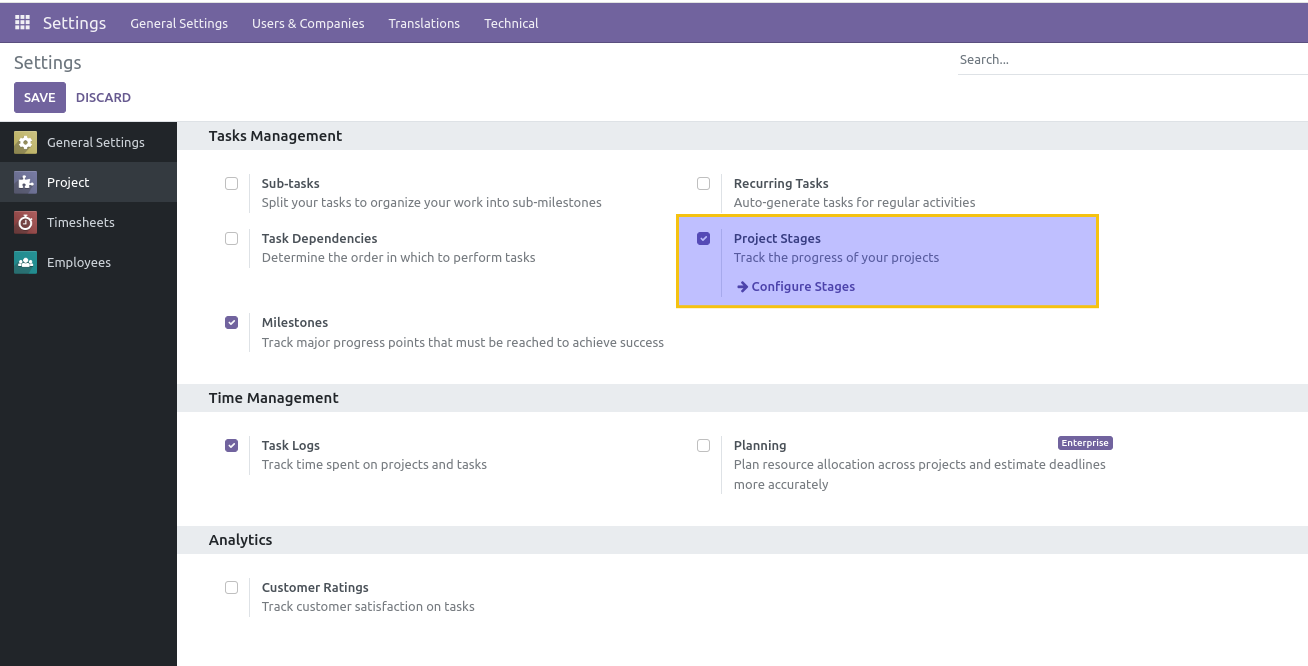 Settings General Settings Users & Companies Translations Technical
Settings
Search...
SAVE DISCARD
General Settings
Project
Timesheets
Employees
Tasks Management
Sub-tasks
Split your tasks to organize your work into sub-milestones
Recurring Tasks
Auto-generate tasks for regular activities
Task Dependencies
Determine the order in which to perform tasks
Project Stages
Track the progress of your projects
Configure Stages
Milestones
Track major progress points that must be reached to achieve success
Time Management
Task Logs
Track time spent on projects and tasks
Planning Enterprise
Plan resource allocation across projects and estimate deadlines
more accurately
Analytics
Customer Ratings
Track customer satisfaction on tasks